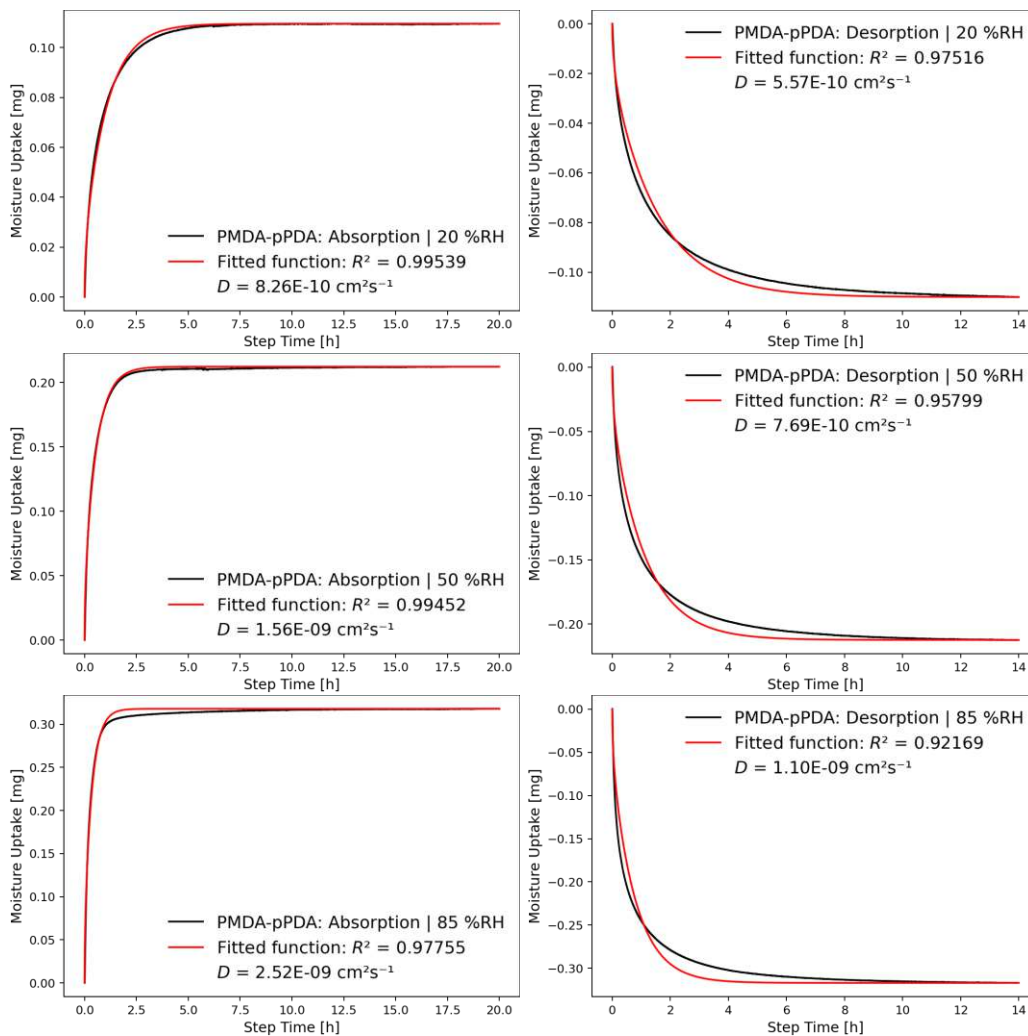 Moisture Uptake [mg]
0.10
0.08
0.06
0.04
0.02
0.00
PMDA-pPDA: Absorption | 20 %RH
Fitted function: R² = 0.99539
D = 8.26E-10 cm²s⁻¹
0.0 2.5 5.0 7.5 10.0 12.5 15.0 17.5 20.0
Step Time [h]
Moisture Uptake [mg]
−0.00
−0.02
−0.04
−0.06
−0.08
−0.10
PMDA-pPDA: Desorption | 20 %RH
Fitted function: R² = 0.97516
D = 5.57E-10 cm²s⁻¹
0 2 4 6 8 10 12 14
Step Time [h]
Moisture Uptake [mg]
0.20
0.15
0.10
0.05
0.00
PMDA-pPDA: Absorption | 50 %RH
Fitted function: R² = 0.99452
D = 1.56E-09 cm²s⁻¹
0.0 2.5 5.0 7.5 10.0 12.5 15.0 17.5 20.0
Step Time [h]
Moisture Uptake [mg]
−0.00
−0.05
−0.10
−0.15
−0.20
PMDA-pPDA: Desorption | 50 %RH
Fitted function: R² = 0.95799
D = 7.69E-10 cm²s⁻¹
0 2 4 6 8 10 12 14
Step Time [h]
Moisture Uptake [mg]
0.30
0.25
0.20
0.15
0.10
0.05
0.00
PMDA-pPDA: Absorption | 85 %RH
Fitted function: R² = 0.97755
D = 2.52E-09 cm²s⁻¹
0.0 2.5 5.0 7.5 10.0 12.5 15.0 17.5 20.0
Step Time [h]
Moisture Uptake [mg]
−0.00
−0.05
−0.10
−0.15
−0.20
−0.25
−0.30
PMDA-pPDA: Desorption | 85 %RH
Fitted function: R² = 0.92169
D = 1.10E-09 cm²s⁻¹
0 2 4 6 8 10 12 14
Step Time [h]